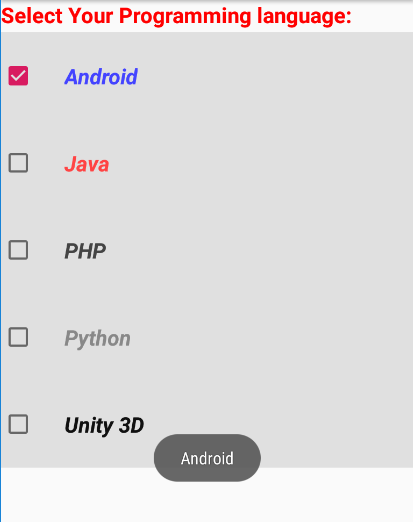 Select Your Programming language:
Android
Java
PHP
Python
Unity 3D
Android